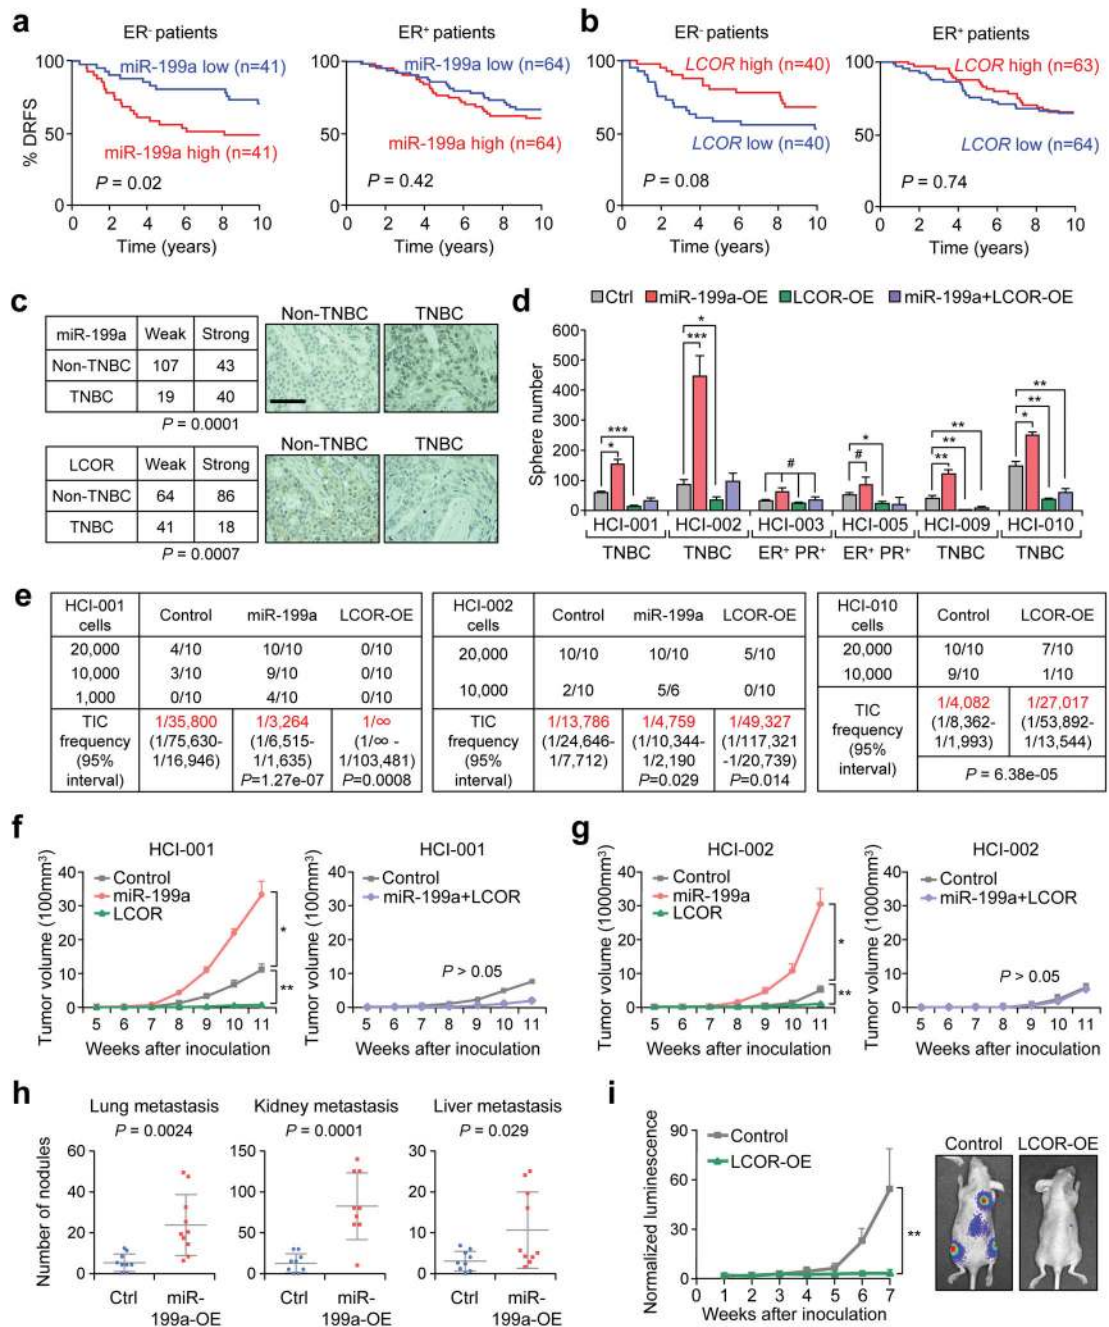 a
ER- patients
ER+ patients
100
50
0
% DRFS
miR-199a low (n=41)
miR-199a high (n=41)
P = 0.02
0 2 4 6 8 10
Time (years)
100
50
0
miR-199a low (n=64)
miR-199a high (n=64)
P = 0.42
0 2 4 6 8 10
Time (years)
b
ER- patients
ER+ patients
100
50
0
LCOR high (n=40)
LCOR low (n=40)
P = 0.08
0 2 4 6 8 10
Time (years)
100
50
0
LCOR high (n=63)
LCOR low (n=64)
P = 0.74
0 2 4 6 8 10
Time (years)
c
miR-199a Weak Strong
Non-TNBC 107 43
TNBC 19 40
P = 0.0001
Non-TNBC TNBC
LCOR Weak Strong
Non-TNBC 64 86
TNBC 41 18
P = 0.0007
Non-TNBC TNBC
d
Ctrl miR-199a-OE LCOR-OE miR-199a+LCOR-OE
Sphere number
600
500
400
300
200
100
0
***
*
*
***
#
*
#
**
**
**
**
**
*
HCI-001 HCI-002 HCI-003 HCI-005 HCI-009 HCI-010
TNBC TNBC ER+ PR+ ER+ PR+ TNBC TNBC
e
HCI-001 cells Control miR-199a LCOR-OE
20,000 4/10 10/10 0/10
10,000 3/10 9/10 0/10
1,000 0/10 4/10 0/10
TIC 1/35,800 1/3,264 1/∞
frequency (1/75,630- (1/6,515- (1/∞ -
(95% 1/16,946) 1/1,635) 1/103,481)
interval) P=1.27e-07 P=0.0008
HCI-002 cells Control miR-199a LCOR-OE
20,000 10/10 10/10 5/10
10,000 2/10 5/6 0/10
TIC 1/13,786 1/4,759 1/49,327
frequency (1/24,646- (1/10,344- (1/117,321
(95% 1/7,712) 1/2,190 -1/20,739)
interval) P=0.029 P=0.014
HCI-010 cells Control LCOR-OE
20,000 10/10 7/10
10,000 9/10 1/10
TIC 1/4,082 1/27,017
frequency (1/8,362- (1/53,892-
(95% 1/1,993) 1/13,544)
interval) P = 6.38e-05
f
HCI-001
Tumor volume (1000mm3)
40
30
20
10
0
Control
miR-199a
LCOR
*
**
5 6 7 8 9 10 11
Weeks after inoculation
HCI-001
Tumor volume (1000mm3)
40
30
20
10
0
Control
miR-199a+LCOR
P > 0.05
5 6 7 8 9 10 11
Weeks after inoculation
g
HCI-002
Tumor volume (1000mm3)
40
30
20
10
0
Control
miR-199a
LCOR
*
**
5 6 7 8 9 10 11
Weeks after inoculation
HCI-002
Tumor volume (1000mm3)
40
30
20
10
0
Control
miR-199a+LCOR
P > 0.05
5 6 7 8 9 10 11
Weeks after inoculation
h
Number of nodules
Lung metastasis
P = 0.0024
60
40
20
0
Ctrl miR-
199a-OE
Kidney metastasis
P = 0.0001
150
100
50
0
Ctrl miR-
199a-OE
Liver metastasis
P = 0.029
30
20
10
0
Ctrl miR-
199a-OE
i
Normalized luminescence
90
60
30
0
Control
LCOR-OE
**
0 1 2 3 4 5 6 7
Weeks after inoculation
Control LCOR-OE